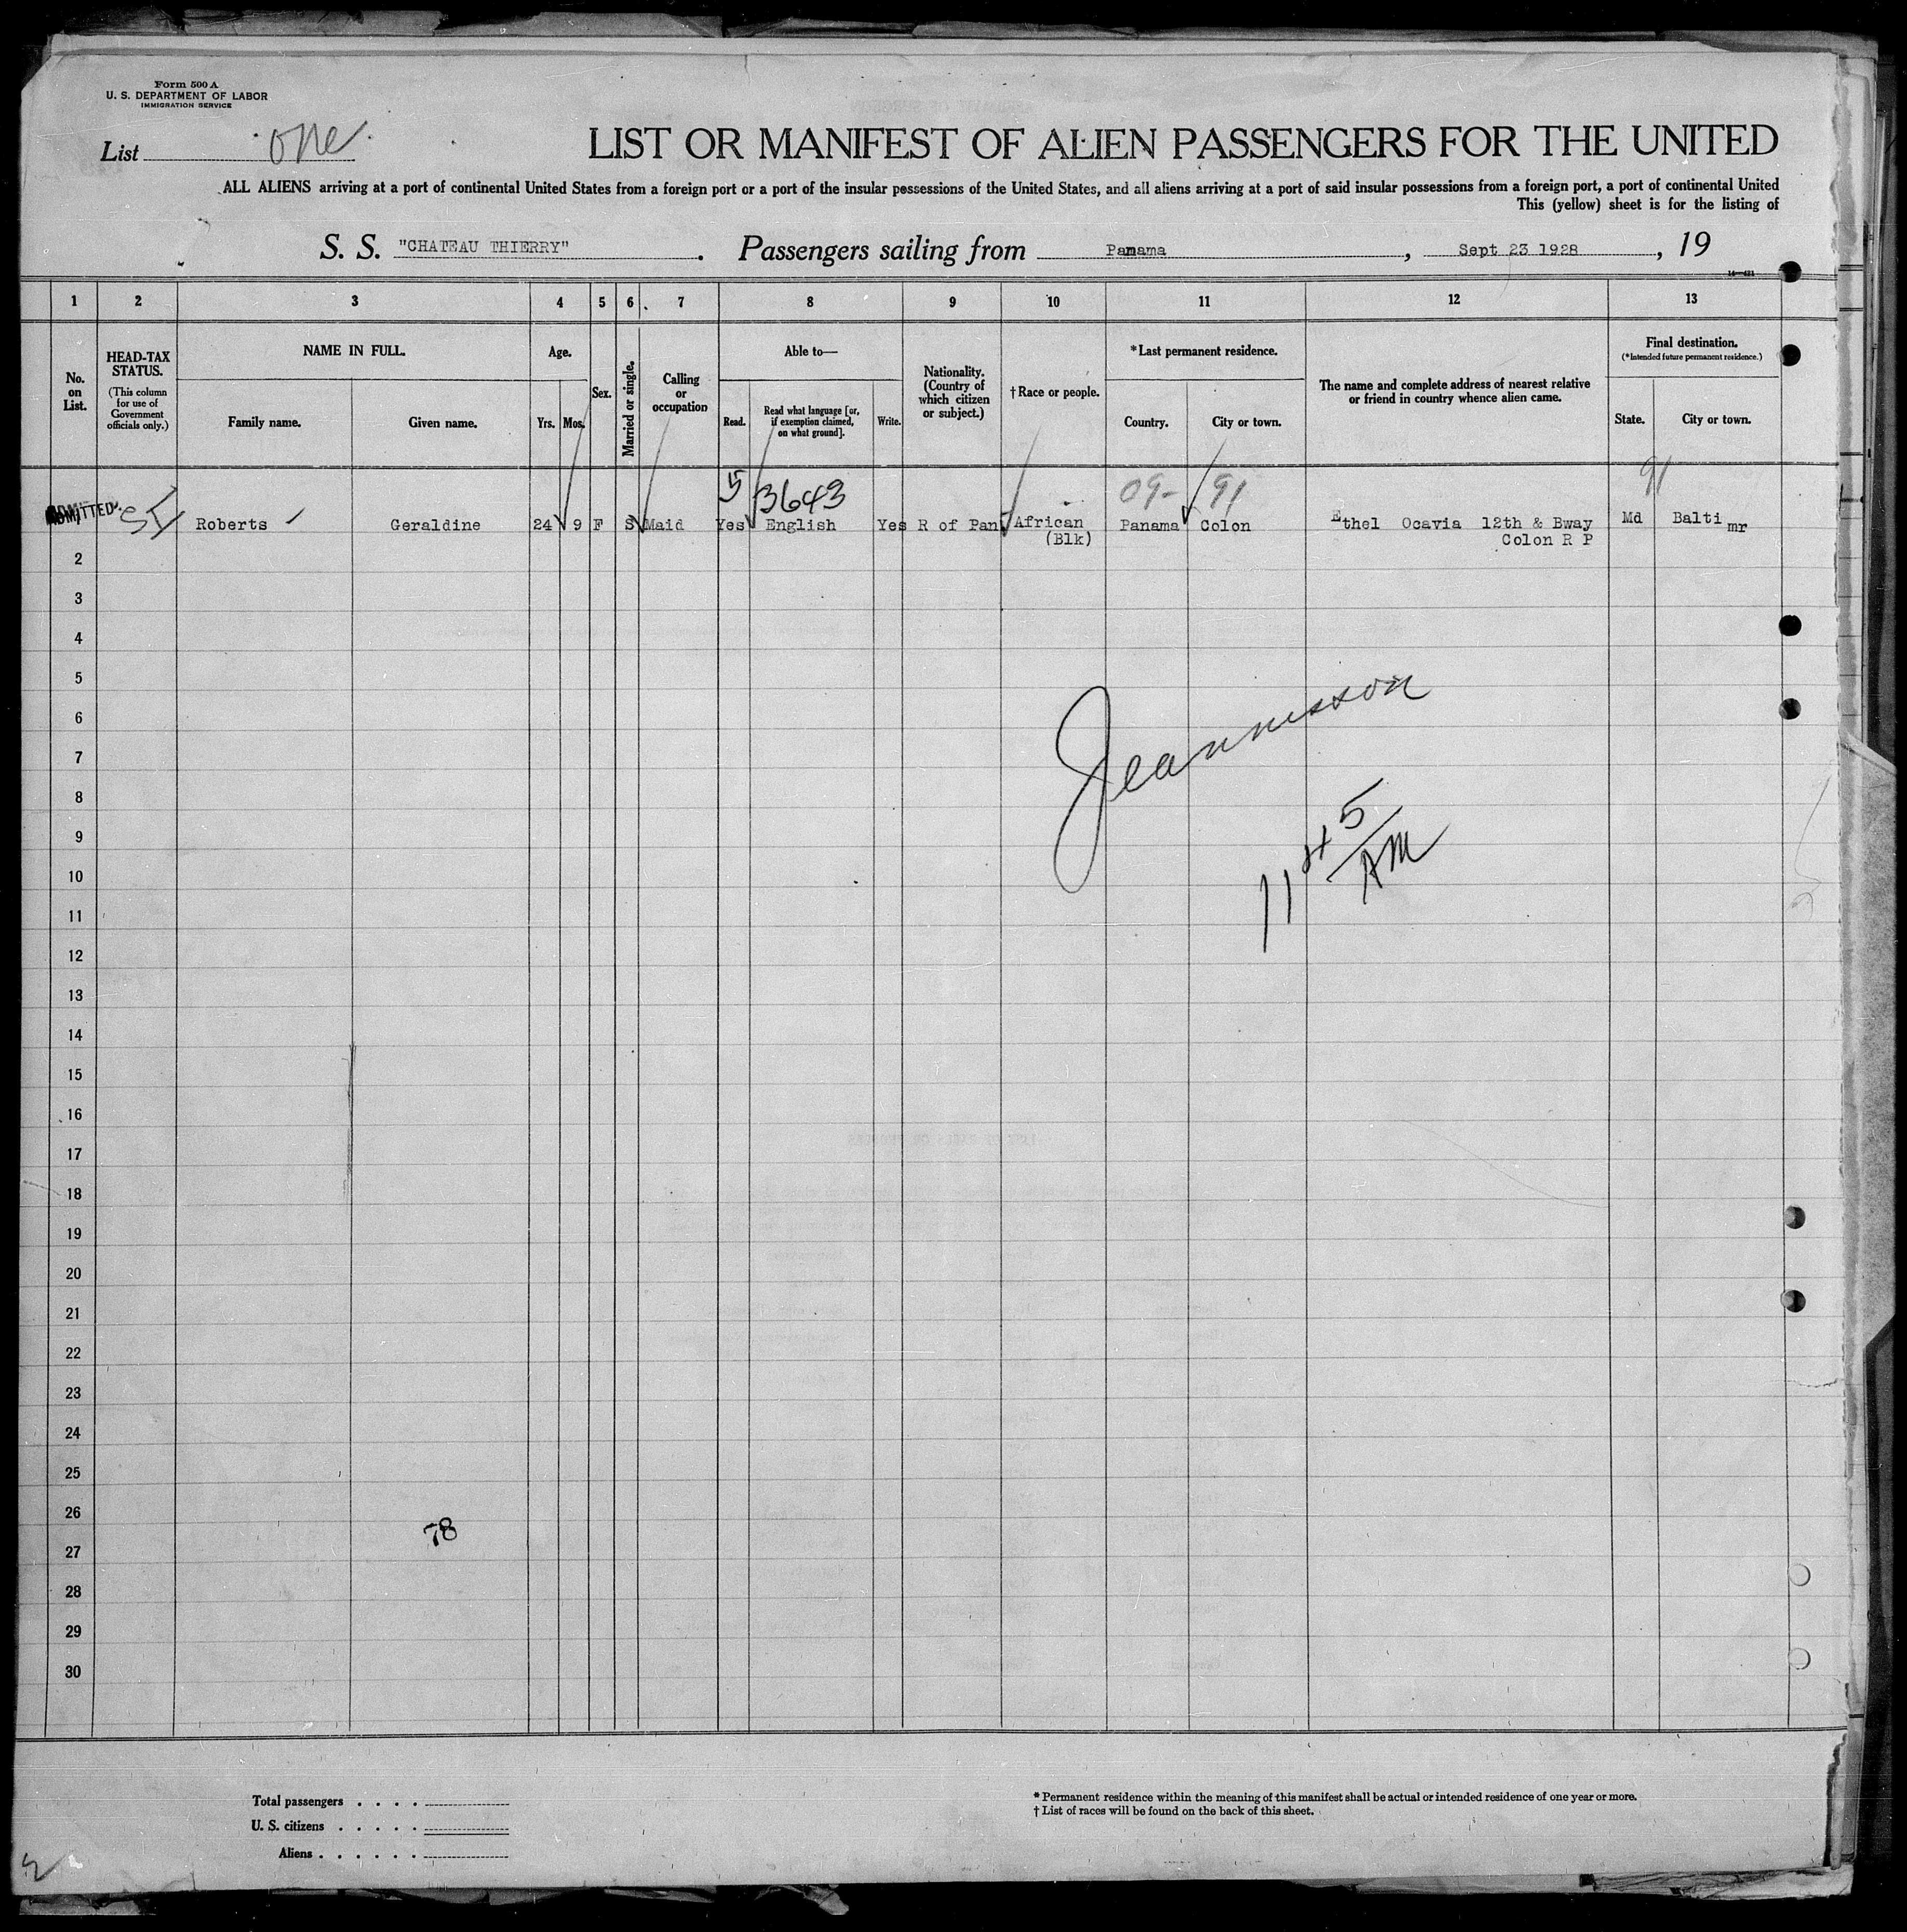 Form 500 A
U. S. DEPARTMENT OF LABOR
IMMIGRATION SERVICE
List one
LIST OR MANIFEST OF ALIEN PASSENGERS FOR THE UNITED
ALL ALIENS arriving at a port of continental United States from a foreign port or a port of the insular possessions of the United States, and all aliens arriving at a port of said insular possessions from a foreign port, a port of continental United
This (yellow) sheet is for the listing of
S. S. "CHATEAU THIERRY" . Passengers sailing from Panama , Sept 23 1928 , 19
14—421
1 2 3 4 5 6 7 8 9 10 11 12 13
No. on List.
HEAD-TAX STATUS.
(This column for use of Government officials only.)
NAME IN FULL.
Family name. Given name.
Age.
Yrs. Mos.
Sex.
Married or single.
Calling or occupation
Able to—
Read. Read what language [or, if exemption claimed, on what ground]. Write.
Nationality. (Country of which citizen or subject.)
† Race or people.
*Last permanent residence.
Country. City or town.
The name and complete address of nearest relative or friend in country whence alien came.
Final destination.
(*Intended future permanent residence.)
State. City or town.
5 3643 09- 91 91
ADMITTED Roberts Geraldine 24 9 F S Maid Yes English Yes R of Pan African Panama Colon Ethel Ocavia 12th & Bway Md Balti mr
(Blk) Colon R P
2
3
4
5
6
7
8
9
10
11
12
13
14
15
16
17
18
19
20
21
22
23
24
25
26
27
28
29
30
Jeannisson
11 45
AM
78
Total passengers . . . .
U. S. citizens . . . . .
Aliens . . . . . .
* Permanent residence within the meaning of this manifest shall be actual or intended residence of one year or more.
† List of races will be found on the back of this sheet.